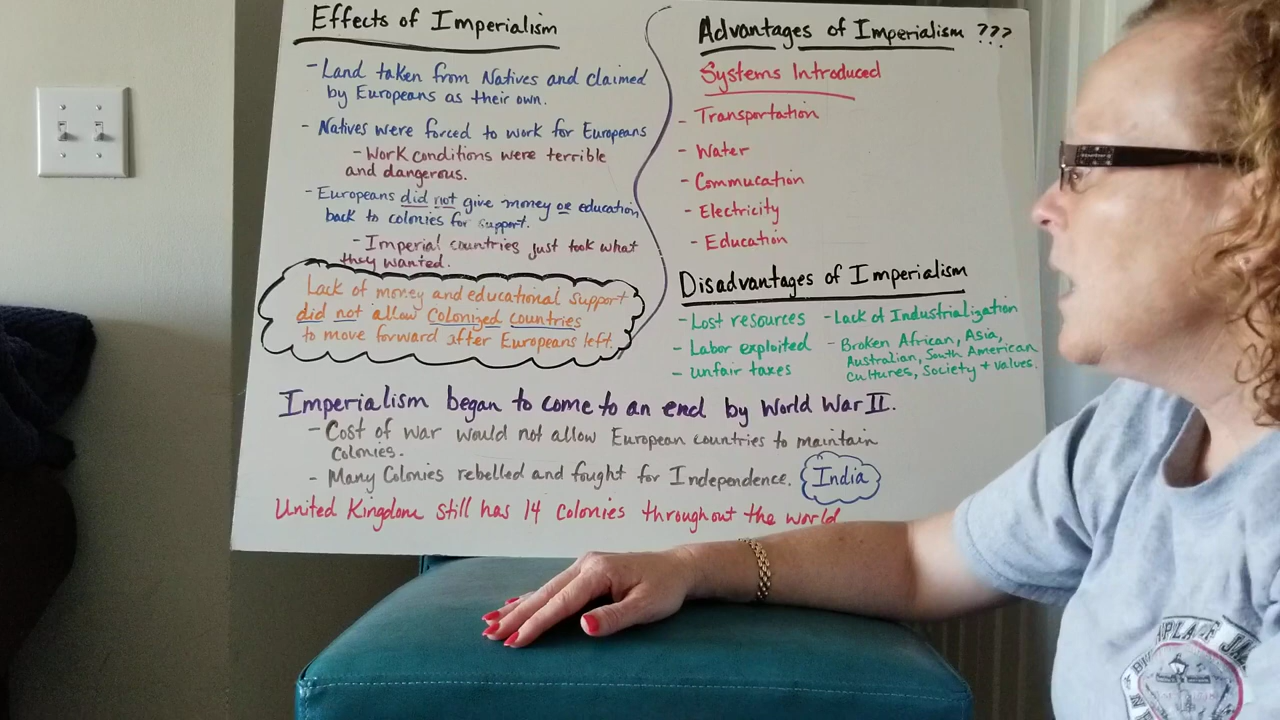 Effects of Imperialism
- Land taken from Natives and claimed
by Europeans as their own.
- Natives were forced to work for Europeans
- Work conditions were terrible
and dangerous.
- Europeans did not give money or education
back to colonies for support.
- Imperial countries just took what
they wanted.
Lack of money and educational support
did not allow Colonized countries
to move forward after Europeans left.
Advantages of Imperialism ???
Systems Introduced
- Transportation
- Water
- Commucation
- Electricity
- Education
Disadvantages of Imperialism
- Lost resources
- Labor exploited
- Unfair taxes
- Lack of Industrialization
- Broken African, Asia,
Australian, South American
Cultures, Society + values.
Imperialism began to come to an end by World War II.
- Cost of war would not allow European countries to maintain
Colonies.
- Many Colonies rebelled and fought for Independence. India
United Kingdom still has 14 colonies throughout the world